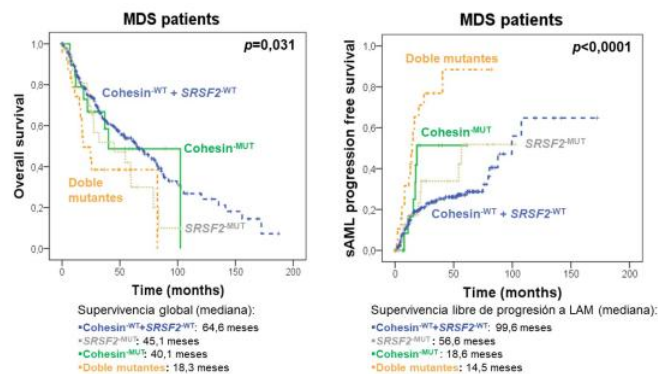 MDS patients
p=0,031
Cohesin-WT + SRSF2-WT
Cohesin-MUT
Doble
mutantes
SRSF2-MUT
Overall survival
1,0
0,8
0,6
0,4
0,2
0,0
0
50
100
150
200
Time (months)
Supervivencia global (mediana):
▪Cohesin-WT+SRSF2-WT: 64,6 meses
▪SRSF2-MUT: 45,1 meses
▪Cohesin-MUT: 40,1 meses
▪Doble mutantes: 18,3 meses
MDS patients
p<0,0001
Doble mutantes
Cohesin-MUT
SRSF2-MUT
Cohesin-WT + SRSF2-WT
sAML progression free survival
1,0
0,8
0,6
0,4
0,2
0,0
0
50
100
150
200
Time (months)
Supervivencia libre de progresión a LAM (mediana):
▪Cohesin-WT+SRSF2-WT: 99,6 meses
▪SRSF2-MUT: 56,6 meses
▪Cohesin-MUT: 18,6 meses
▪Doble mutantes: 14,5 meses